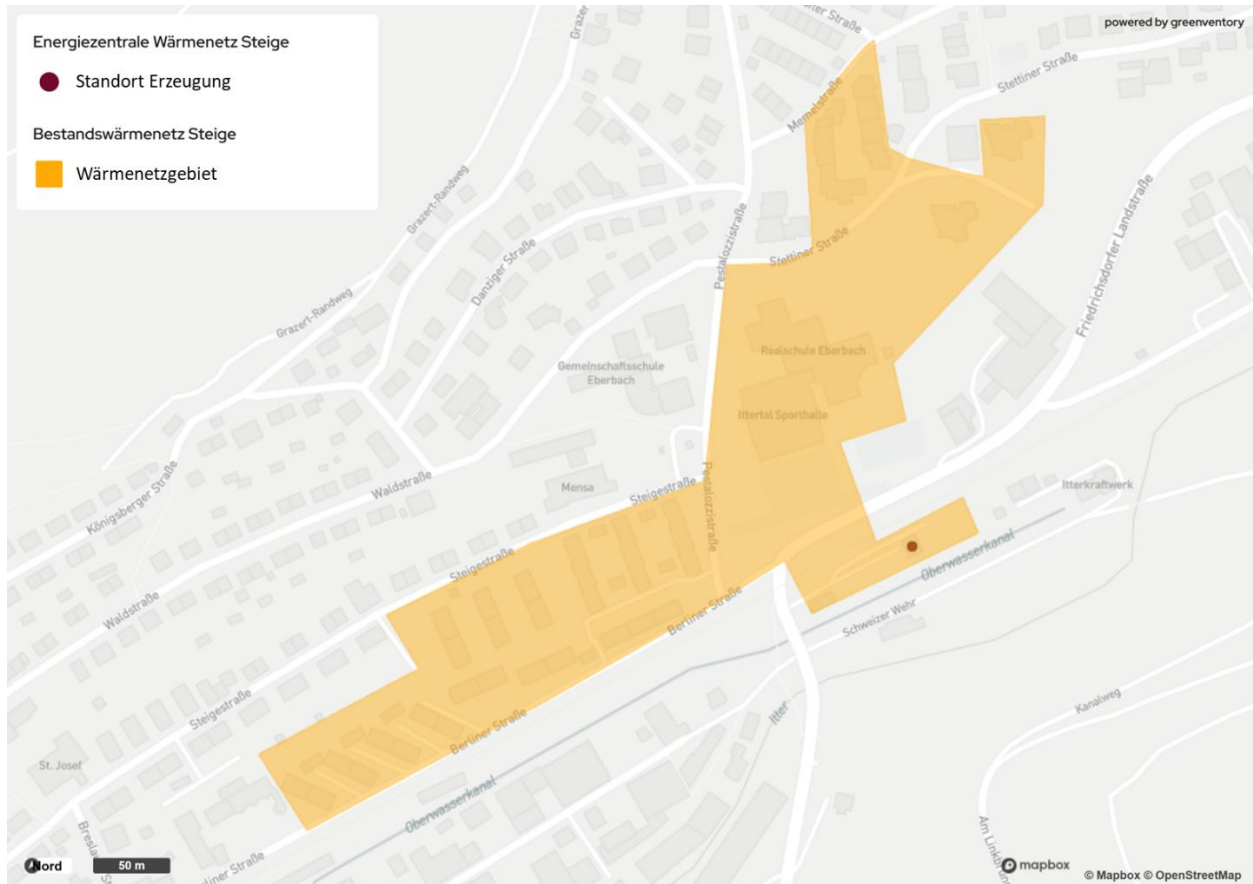 powered by greenventory
Energiezentrale Wärmenetz Steige
Standort Erzeugung
Bestandswärmenetz Steige
Wärmenetzgebiet
Memelstraße
Stettiner Straße
Grazert-Randweg
Pestalozzistraße
Stettiner Straße
Danziger Straße
Friedrichsdorfer Landstraße
Grazert-Randweg
Realschule Eberbach
Gemeinschaftsschule
Eberbach
Ittertal Sporthalle
Königsberger Straße
Waldstraße
Mensa
Steigestraße
Pestalozzistraße
Itterkraftwerk
Steigestraße
Oberwasserkanal
Waldstraße
Berliner Straße
Schweizer Wehr
Steigestraße
Berliner Straße
Itter
Kanalweg
St. Josef
Oberwasserkanal
Nord
50 m
mapbox
© Mapbox © OpenStreetMap